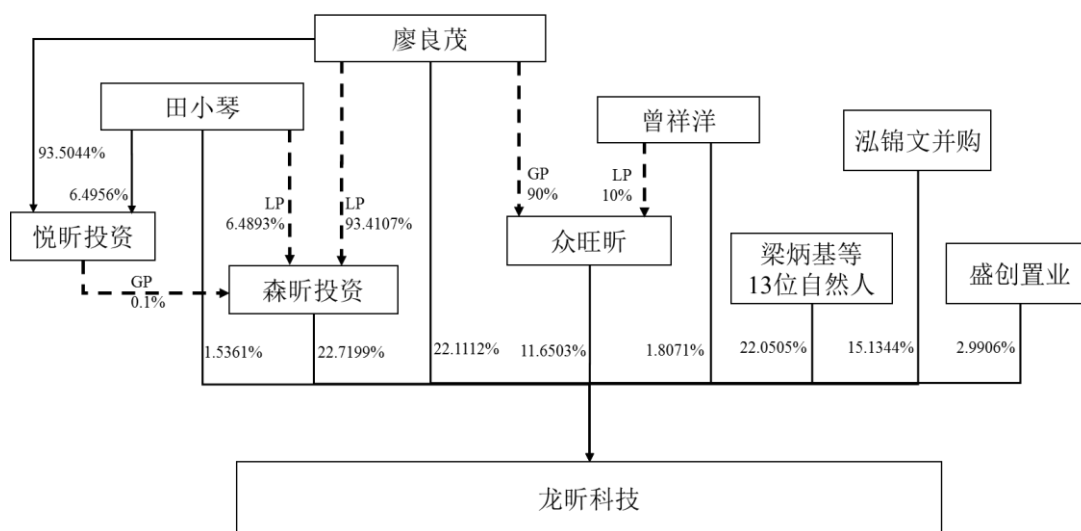 廖良茂
田小琴
曾祥洋
泓锦文并购
93.5044%
6.4956%
LP
6.4893%
LP
93.4107%
GP
90%
LP
10%
悦昕投资
众旺昕
梁炳基等
13位自然人
盛创置业
GP
0.1%
森昕投资
1.5361%
22.7199%
22.1112%
11.6503%
1.8071%
22.0505%
15.1344%
2.9906%
龙昕科技